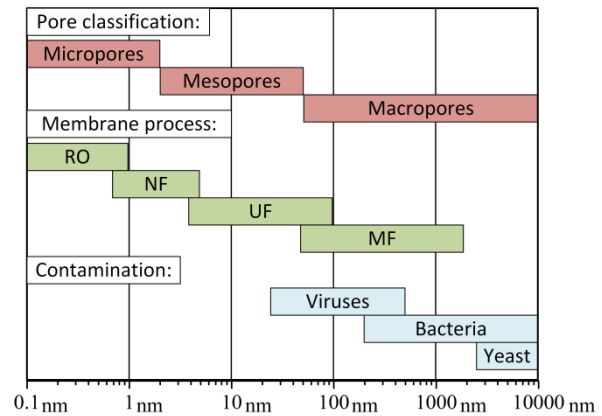 Pore classification:
Micropores
Mesopores
Macropores
Membrane process:
RO
NF
UF
MF
Contamination:
Viruses
Bacteria
Yeast
0.1 nm 1 nm 10 nm 100 nm 1000 nm 10000 nm